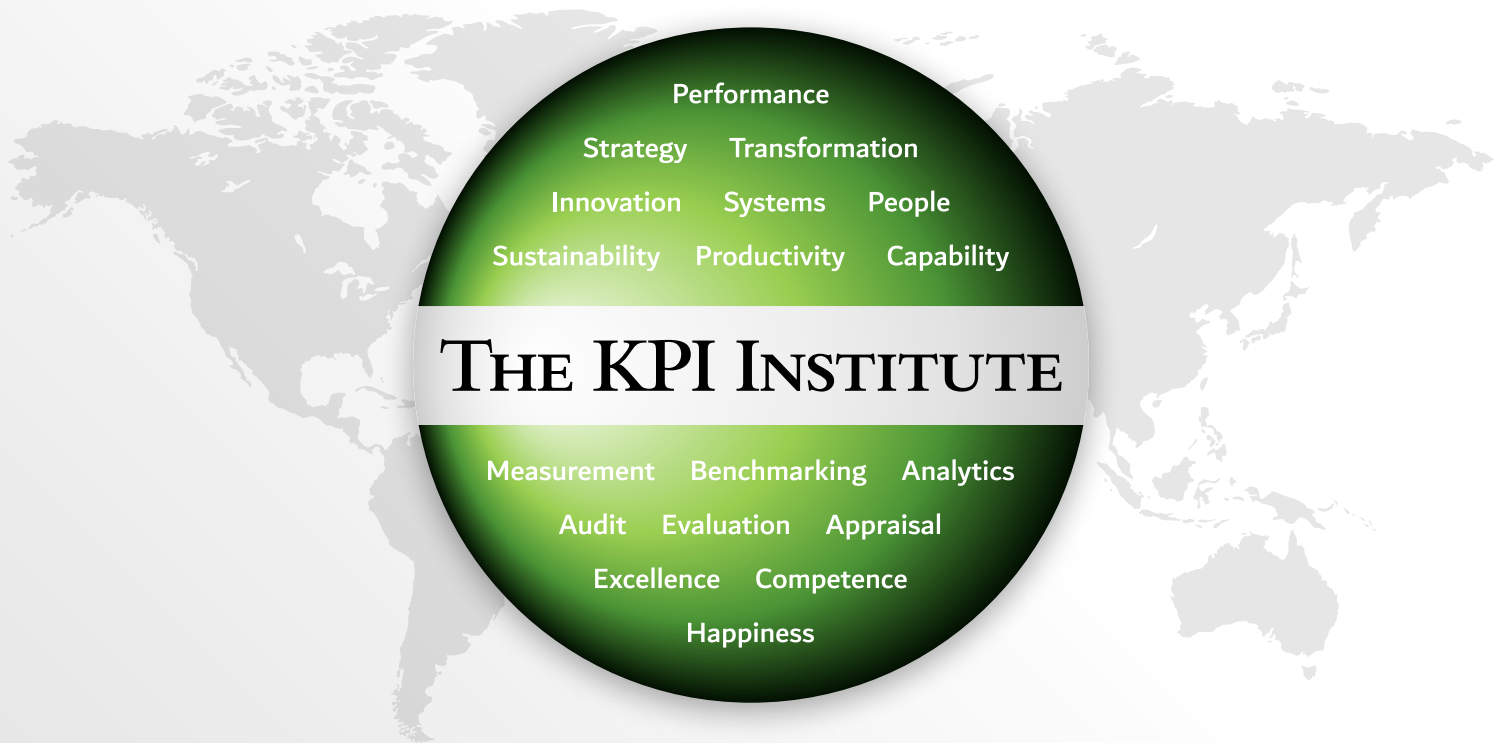 Performance
Strategy Transformation
Innovation Systems People
Sustainability Productivity Capability
The KPI Institute
Measurement Benchmarking Analytics
Audit Evaluation Appraisal
Excellence Competence
Happiness